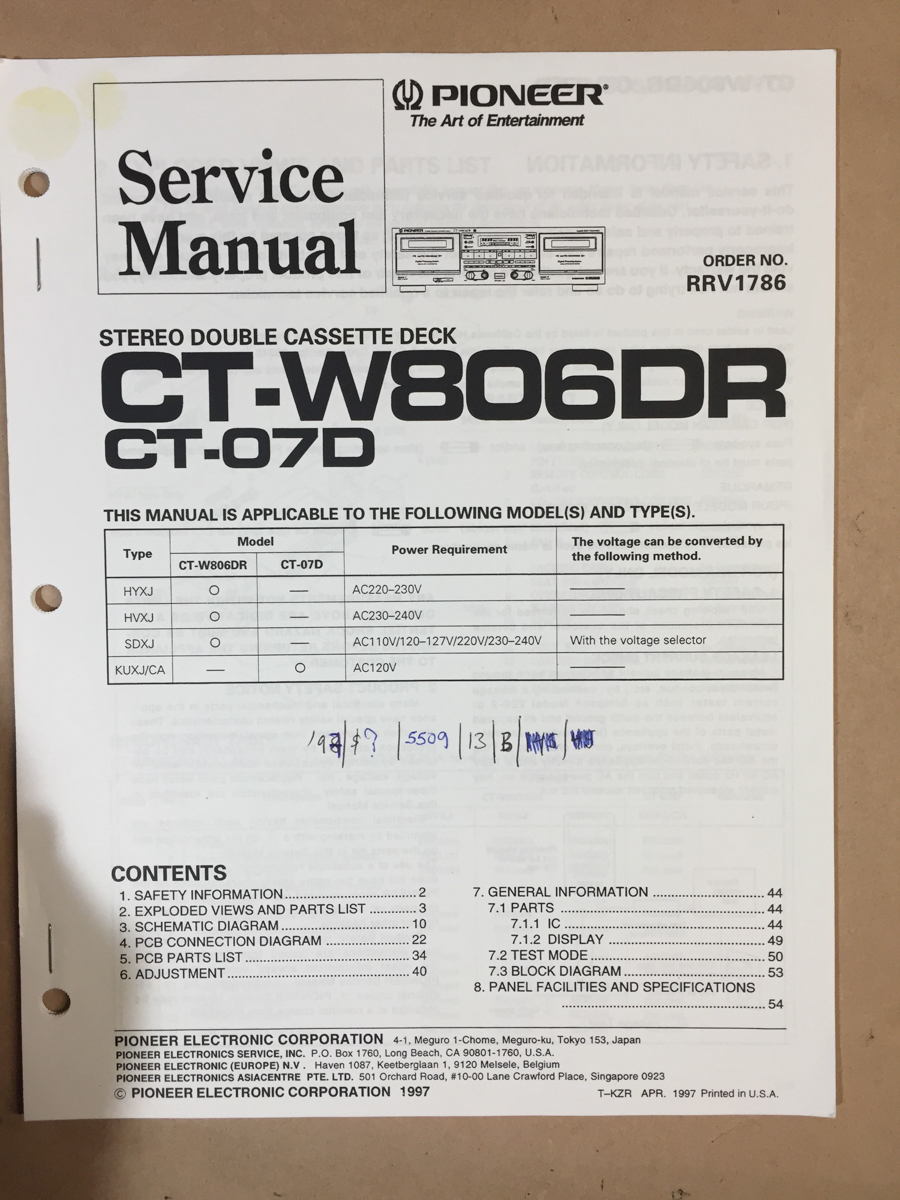 PIONEER®
The Art of Entertainment
Service
Manual
ORDER NO.
RRV1786
STEREO DOUBLE CASSETTE DECK
CT-W806DR
CT-07D
THIS MANUAL IS APPLICABLE TO THE FOLLOWING MODEL(S) AND TYPE(S).
Type Model Power Requirement The voltage can be converted by the following method.
CT-W806DR CT-07D
HYXJ ○ — AC220–230V ———
HVXJ ○ — AC230–240V ———
SDXJ ○ — AC110V/120–127V/220V/230–240V With the voltage selector
KUXJ/CA — ○ AC120V ———
$? | 5509 | 13 | B |
CONTENTS
1. SAFETY INFORMATION ........ 2
2. EXPLODED VIEWS AND PARTS LIST ........ 3
3. SCHEMATIC DIAGRAM ........ 10
4. PCB CONNECTION DIAGRAM ........ 22
5. PCB PARTS LIST ........ 34
6. ADJUSTMENT ........ 40
7. GENERAL INFORMATION ........ 44
7.1 PARTS ........ 44
7.1.1 IC ........ 44
7.1.2 DISPLAY ........ 49
7.2 TEST MODE ........ 50
7.3 BLOCK DIAGRAM ........ 53
8. PANEL FACILITIES AND SPECIFICATIONS
........ 54
PIONEER ELECTRONIC CORPORATION 4-1, Meguro 1-Chome, Meguro-ku, Tokyo 153, Japan
PIONEER ELECTRONICS SERVICE, INC. P.O. Box 1760, Long Beach, CA 90801-1760, U.S.A.
PIONEER ELECTRONIC (EUROPE) N.V . Haven 1087, Keetberglaan 1, 9120 Melsele, Belgium
PIONEER ELECTRONICS ASIACENTRE PTE. LTD. 501 Orchard Road, #10-00 Lane Crawford Place, Singapore 0923
© PIONEER ELECTRONIC CORPORATION 1997
T–KZR APR. 1997 Printed in U.S.A.